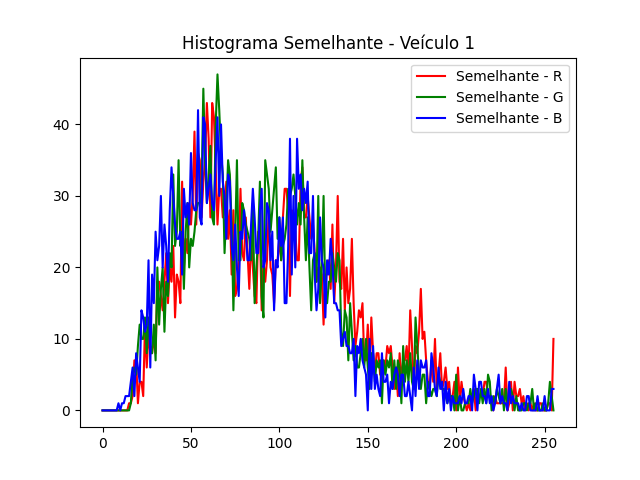 Histograma Semelhante - Veículo 1
Semelhante - R
Semelhante - G
Semelhante - B
40
30
20
10
0
0 50 100 150 200 250